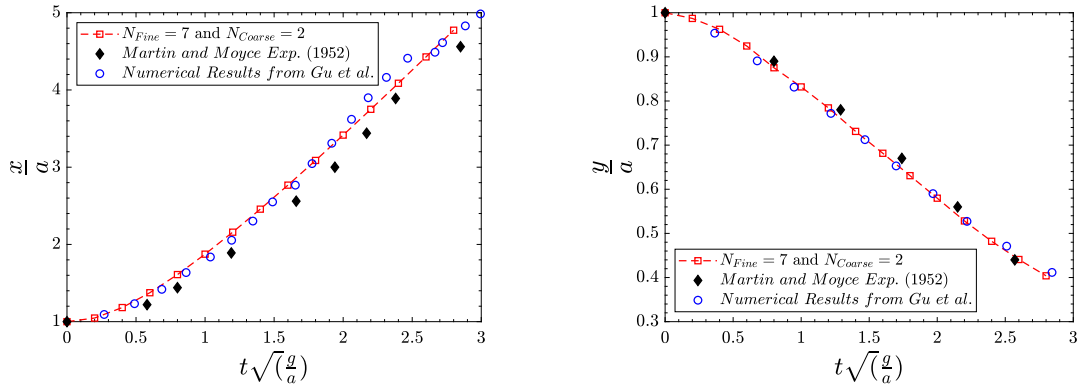 5
4
3
2
1
x/a
N_Fine = 7 and N_Coarse = 2
Martin and Moyce Exp. (1952)
Numerical Results from Gu et al.
0 0.5 1 1.5 2 2.5 3
t√(g/a)
1
0.9
0.8
0.7
0.6
0.5
0.4
0.3
y/a
N_Fine = 7 and N_Coarse = 2
Martin and Moyce Exp. (1952)
Numerical Results from Gu et al.
0 0.5 1 1.5 2 2.5 3
t√(g/a)